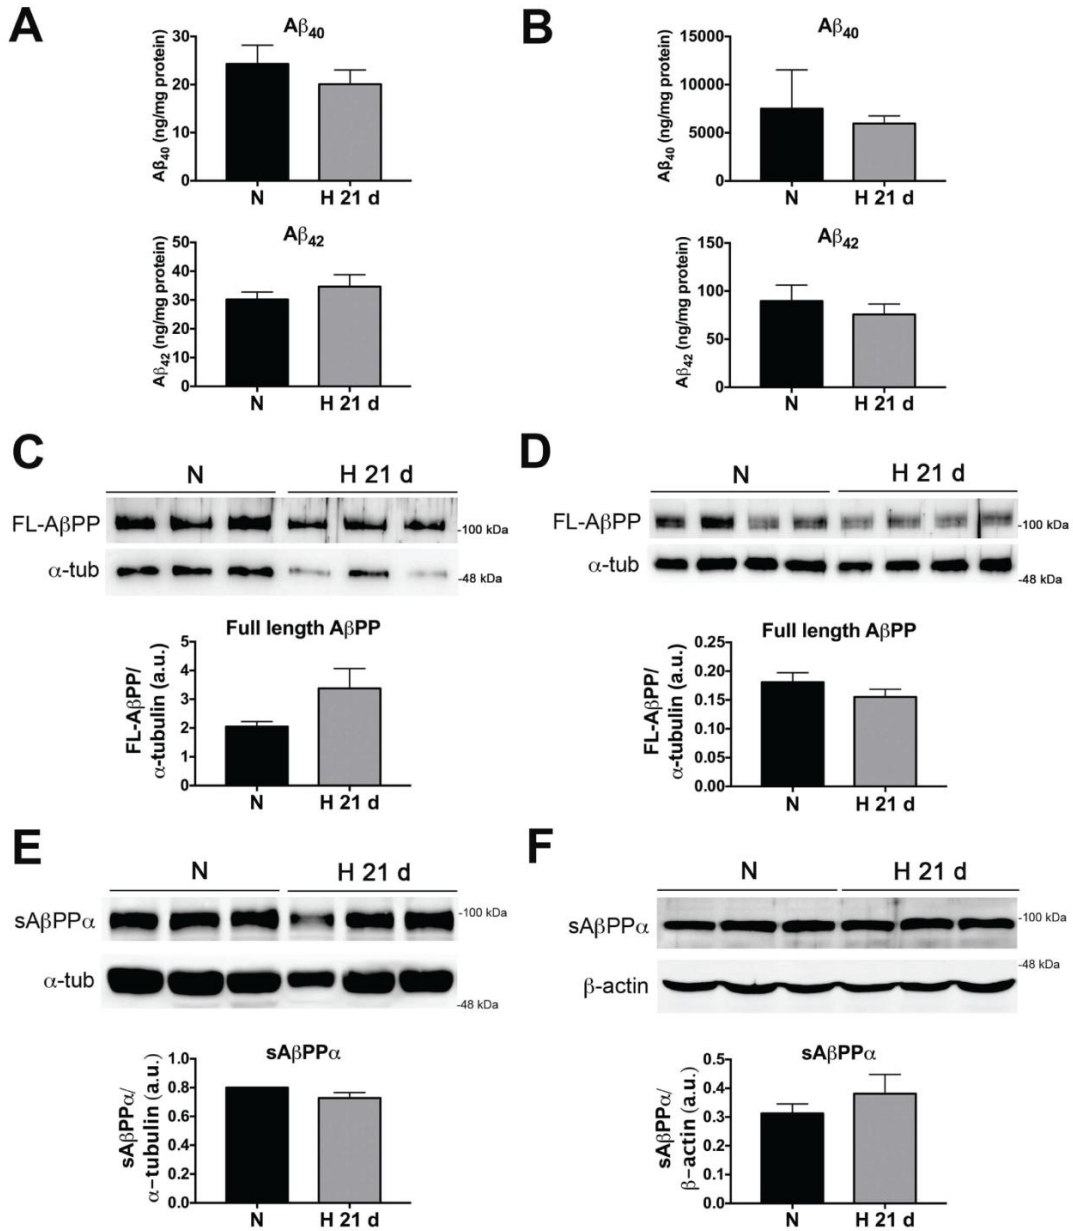 A
Aβ40
Aβ40 (ng/mg protein)
30
20
10
0
N
H 21 d
Aβ42
Aβ42 (ng/mg protein)
50
40
30
20
10
0
N
H 21 d
B
Aβ40
Aβ40 (ng/mg protein)
15000
10000
5000
0
N
H 21 d
Aβ42
Aβ42 (ng/mg protein)
150
100
50
0
N
H 21 d
C
N
H 21 d
FL-AβPP
-100 kDa
α-tub
-48 kDa
Full length AβPP
FL-AβPP/
α-tubulin (a.u.)
5
4
3
2
1
0
N
H 21 d
D
N
H 21 d
FL-AβPP
-100 kDa
α-tub
-48 kDa
Full length AβPP
FL-AβPP/
α-tubulin (a.u.)
0.25
0.20
0.15
0.10
0.05
0.00
N
H 21 d
E
N
H 21 d
sAβPPα
-100 kDa
α-tub
-48 kDa
sAβPPα
sAβPPα/
α-tubulin (a.u.)
1.0
0.8
0.6
0.4
0.2
0.0
N
H 21 d
F
N
H 21 d
sAβPPα
-100 kDa
-48 kDa
β-actin
sAβPPα
sAβPPα/
β-actin (a.u.)
0.5
0.4
0.3
0.2
0.1
0.0
N
H 21 d